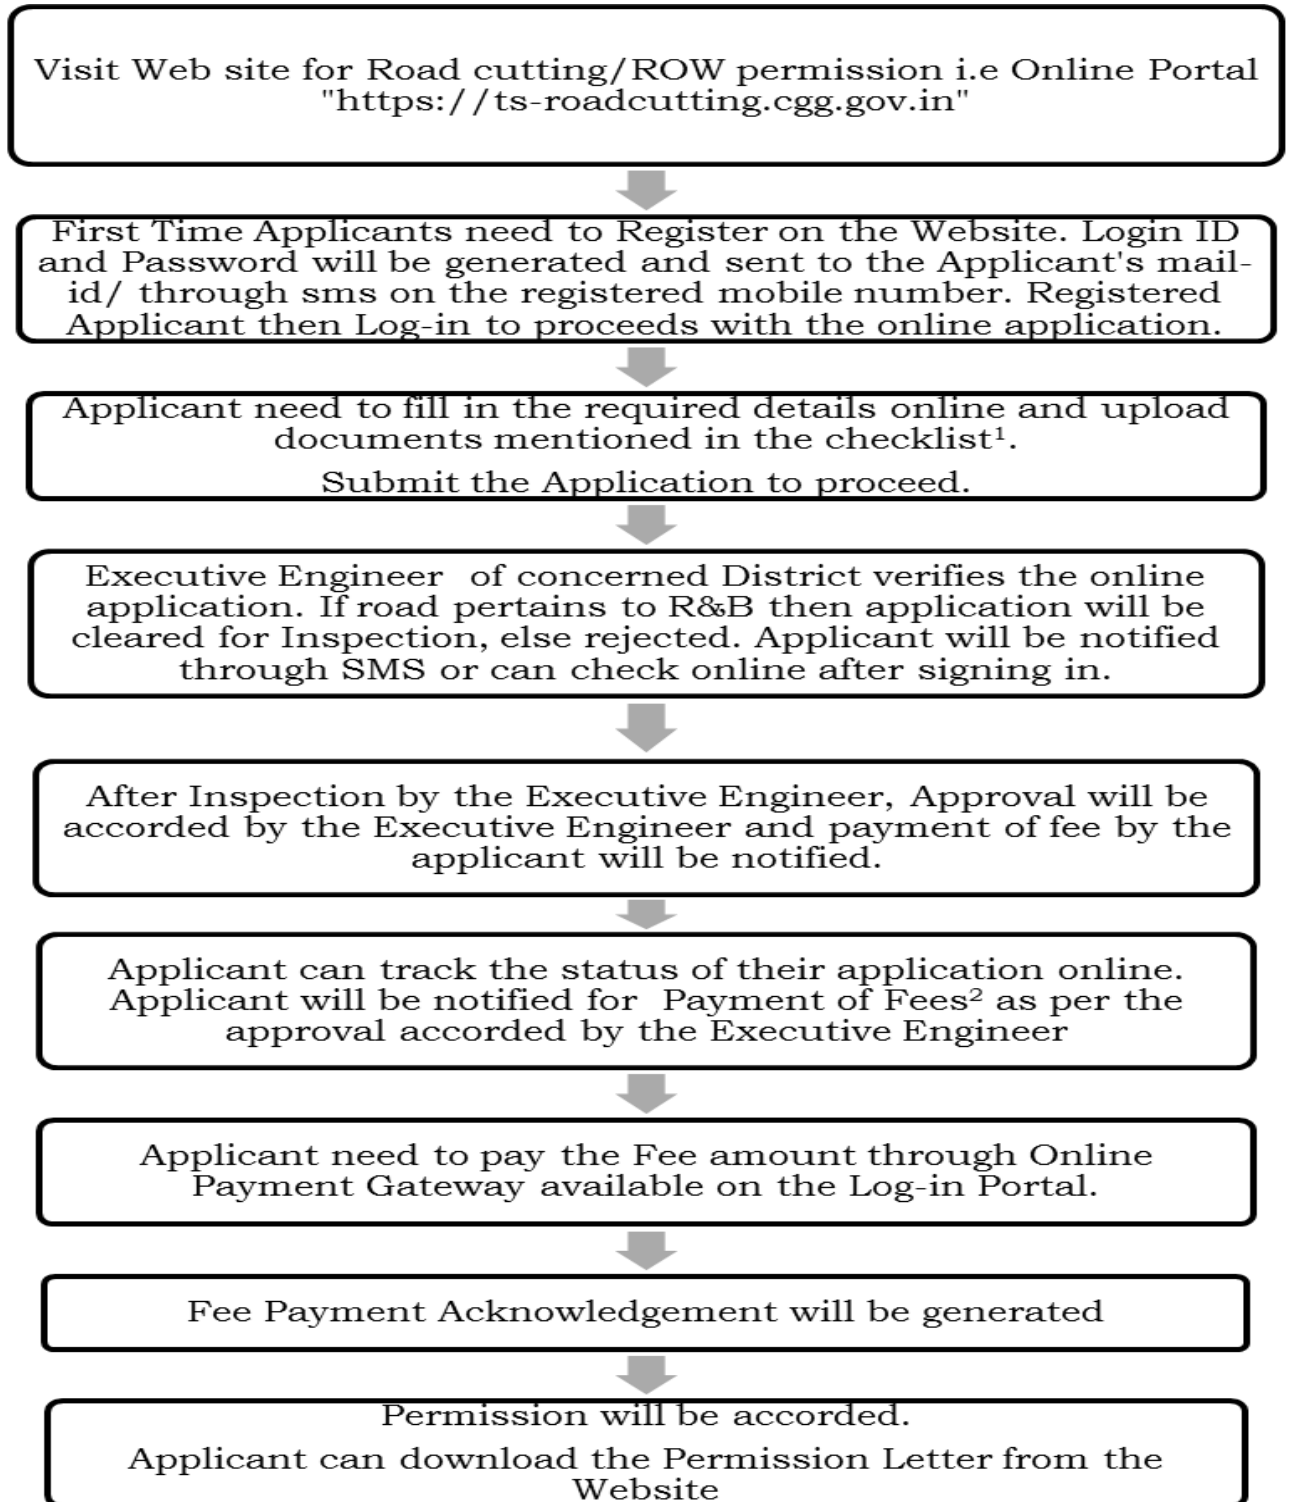 Visit Web site for Road cutting/ROW permission i.e Online Portal
"https://ts-roadcutting.cgg.gov.in"
First Time Applicants need to Register on the Website. Login ID
and Password will be generated and sent to the Applicant's mail-
id/ through sms on the registered mobile number. Registered
Applicant then Log-in to proceeds with the online application.
Applicant need to fill in the required details online and upload
documents mentioned in the checklist¹.
Submit the Application to proceed.
Executive Engineer of concerned District verifies the online
application. If road pertains to R&B then application will be
cleared for Inspection, else rejected. Applicant will be notified
through SMS or can check online after signing in.
After Inspection by the Executive Engineer, Approval will be
accorded by the Executive Engineer and payment of fee by the
applicant will be notified.
Applicant can track the status of their application online.
Applicant will be notified for Payment of Fees² as per the
approval accorded by the Executive Engineer
Applicant need to pay the Fee amount through Online
Payment Gateway available on the Log-in Portal.
Fee Payment Acknowledgement will be generated
Permission will be accorded.
Applicant can download the Permission Letter from the
Website